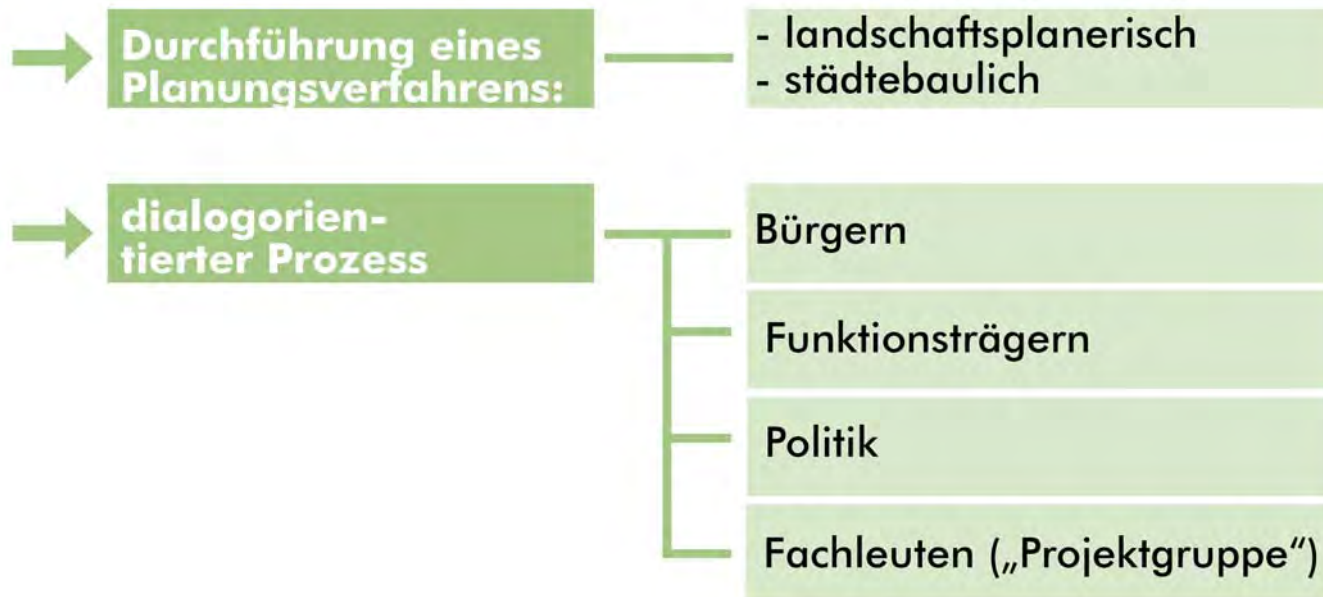 Durchführung eines
Planungsverfahrens:
- landschaftsplanerisch
- städtebaulich
dialogorien-
tierter Prozess
Bürgern
Funktionsträgern
Politik
Fachleuten („Projektgruppe“)